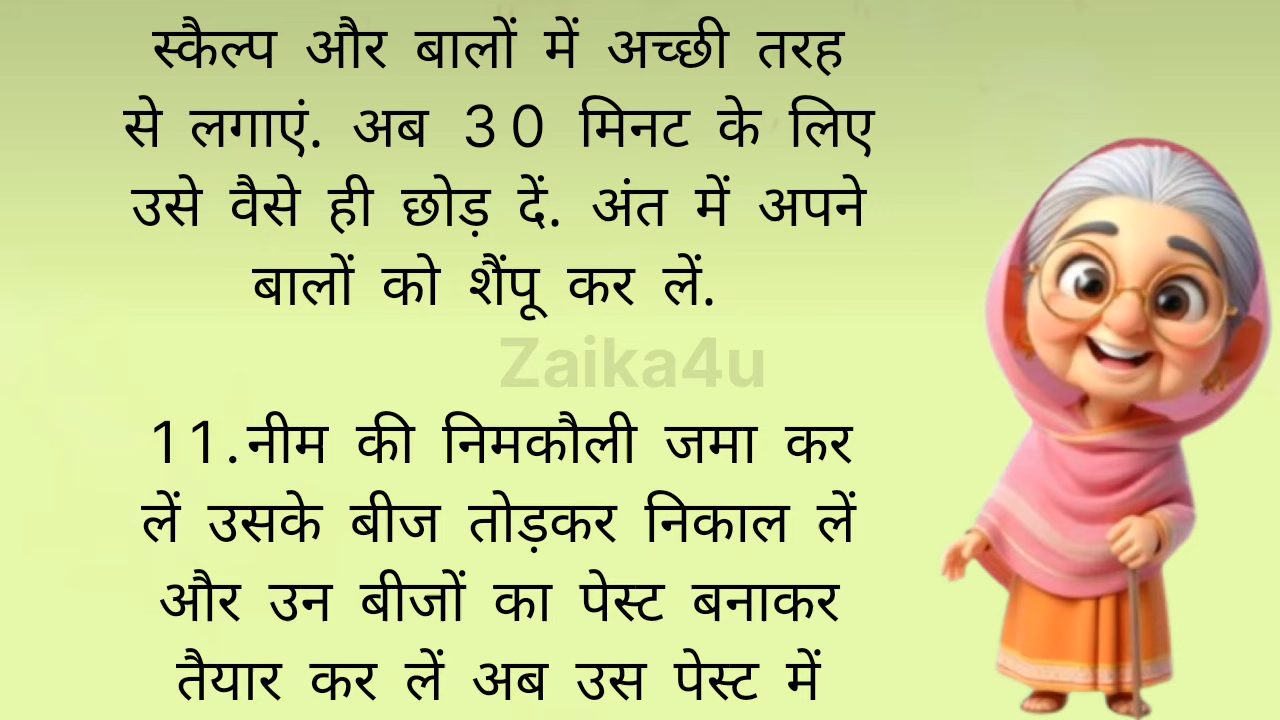 स्कैल्प और बालों में अच्छी तरह
से लगाएं. अब 30 मिनट के लिए
उसे वैसे ही छोड़ दें. अंत में अपने
बालों को शैंपू कर लें.
Zaika4u
11.नीम की निमकौली जमा कर
लें उसके बीज तोड़कर निकाल लें
और उन बीजों का पेस्ट बनाकर
तैयार कर लें अब उस पेस्ट में